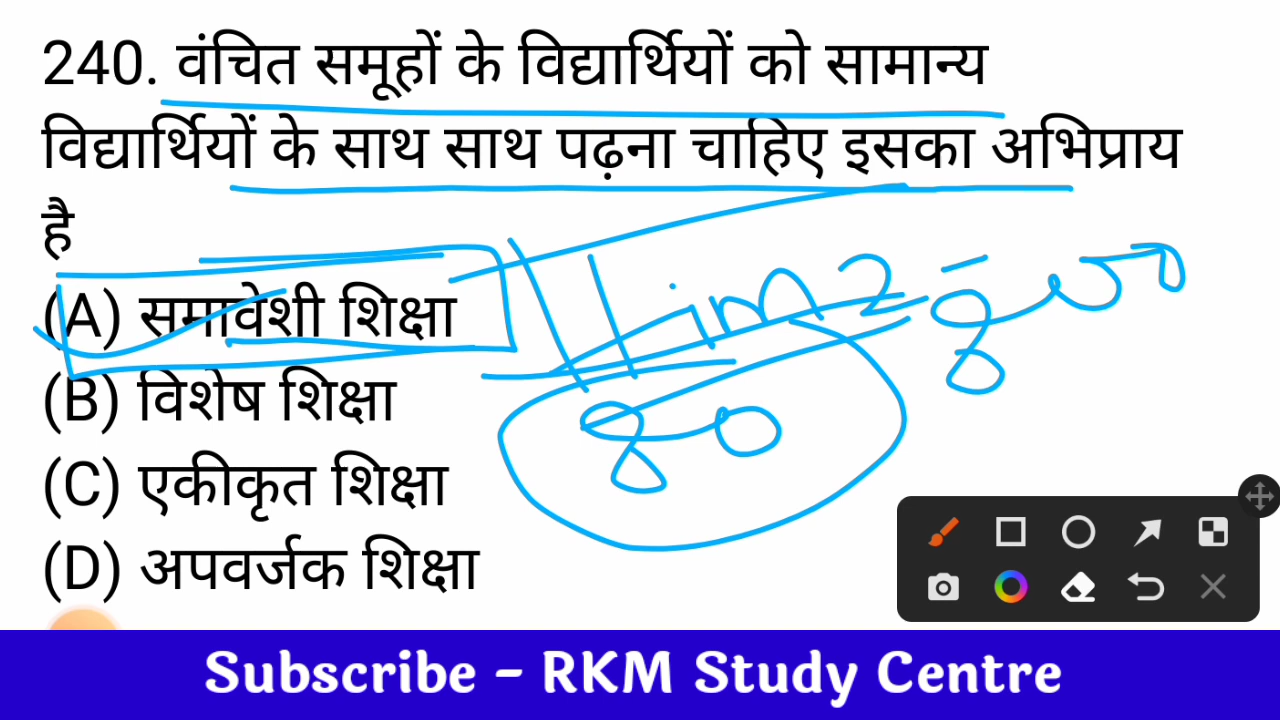 240. वंचित समूहों के विद्यार्थियों को सामान्य
विद्यार्थियों के साथ साथ पढ़ना चाहिए इसका अभिप्राय
है
(A) समावेशी शिक्षा
(B) विशेष शिक्षा
(C) एकीकृत शिक्षा
(D) अपवर्जक शिक्षा
Subscribe - RKM Study Centre